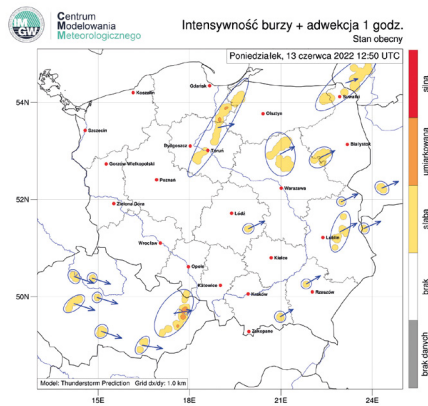 IMGW
Centrum
Modelowania
Meteorologicznego
Intensywność burzy + adwekcja 1 godz.
Stan obecny
Poniedziałek, 13 czerwca 2022 12:50 UTC
54N
52N
50N
Gdańsk
Koszalin
Suwałki
Olsztyn
Szczecin
Białystok
Bydgoszcz
Toruń
Gorzów Wielkopolski
Poznań
Warszawa
Zielona Góra
Łódź
Wrocław
Lublin
Kielce
Opole
Katowice
Kraków
Rzeszów
Zakopane
Model: Thunderstorm Prediction Grid dx/dy: 1.0 km
15E
18E
21E
24E
silna
umiarkowana
słaba
brak
brak danych